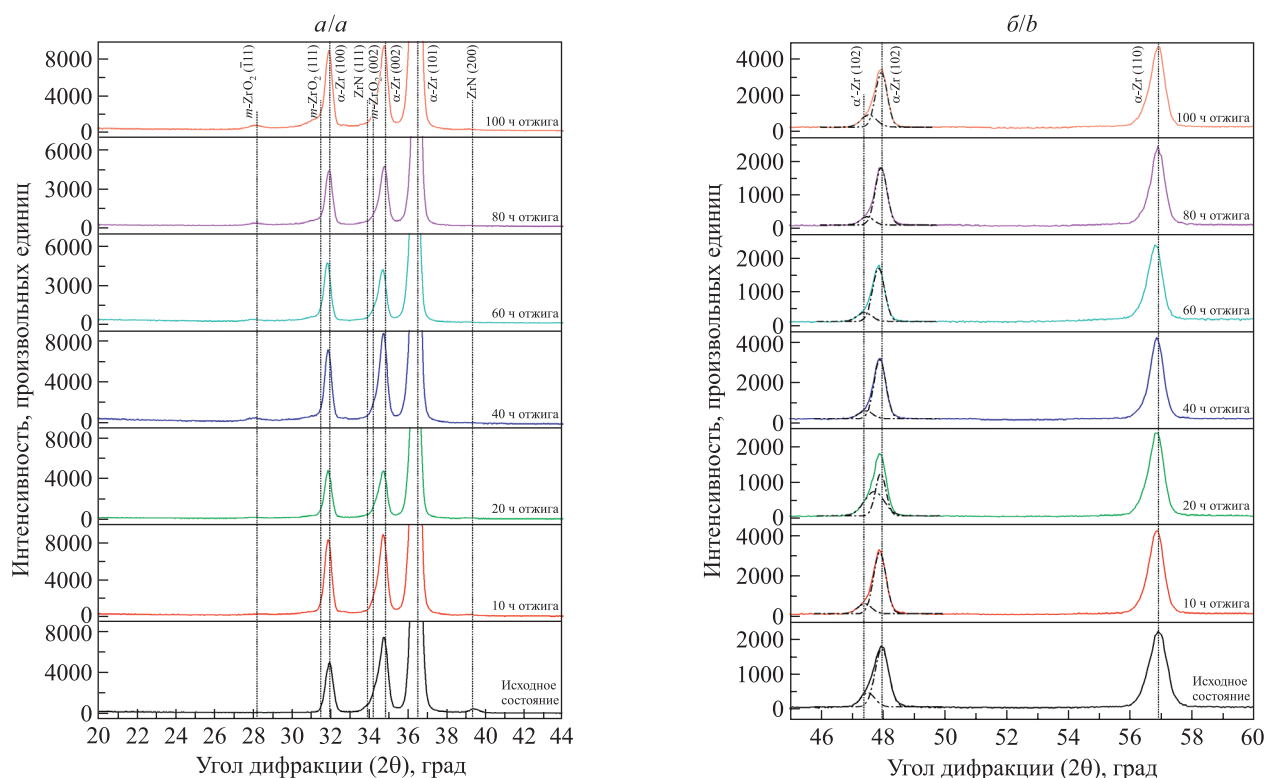 а/a
Интенсивность, произвольных единиц
8000
4000
0
m-ZrO2 (1̅11)
m-ZrO2 (111)
α-Zr (100)
ZrN (111)
m-ZrO2 (002)
α-Zr (002)
α-Zr (101)
ZrN (200)
100 ч отжига
6000
3000
0
80 ч отжига
6000
3000
0
60 ч отжига
8000
4000
0
40 ч отжига
8000
4000
0
20 ч отжига
8000
4000
0
10 ч отжига
8000
4000
0
Исходное
состояние
20 22 24 26 28 30 32 34 36 38 40 42 44
Угол дифракции (2θ), град
б/b
Интенсивность, произвольных единиц
4000
2000
0
α'-Zr (102)
α-Zr (102)
α-Zr (110)
100 ч отжига
2000
1000
0
80 ч отжига
2000
1000
0
60 ч отжига
4000
2000
0
40 ч отжига
2000
1000
0
20 ч отжига
4000
2000
0
10 ч отжига
2000
1000
0
Исходное
состояние
46 48 50 52 54 56 58 60
Угол дифракции (2θ), град